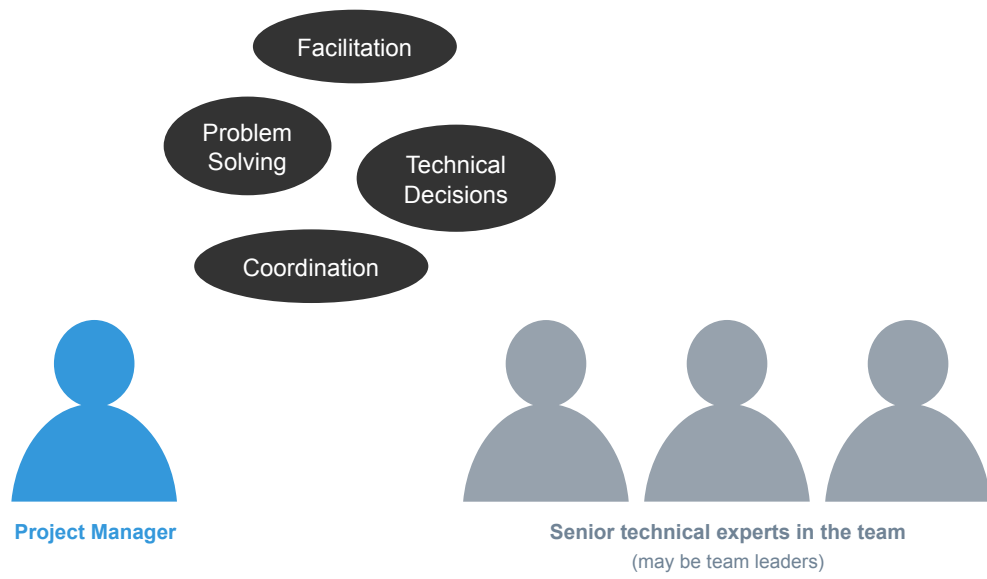 Facilitation
Problem
Solving
Technical
Decisions
Coordination
Project Manager
Senior technical experts in the team
(may be team leaders)